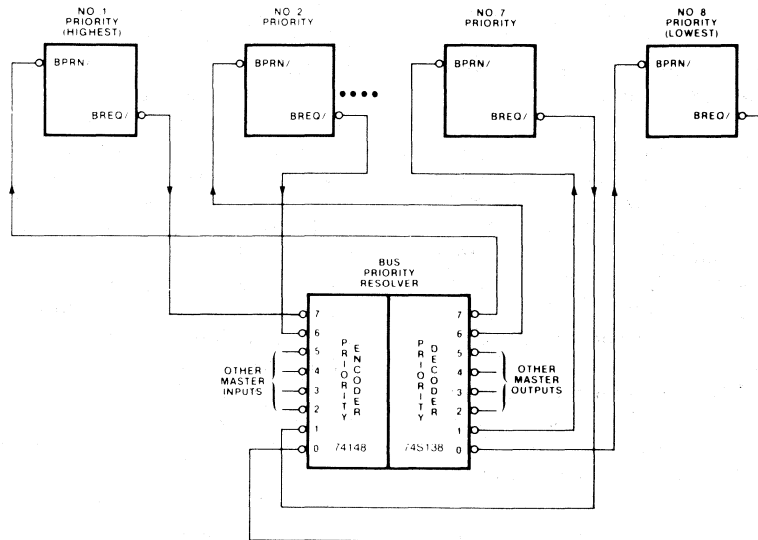 NO. 1
PRIORITY
(HIGHEST)
NO. 2
PRIORITY
NO. 7
PRIORITY
NO. 8
PRIORITY
(LOWEST)
BPRN/
BREQ/
BPRN/
BREQ/
BPRN/
BREQ/
BPRN/
BREQ/
BUS
PRIORITY
RESOLVER
7
6
5
4
3
2
1
0
PRIORITY
ENCODER
74148
DECODER
PRIORITY
74S138
7
6
5
4
3
2
1
0
OTHER
MASTER
INPUTS
OTHER
MASTER
OUTPUTS